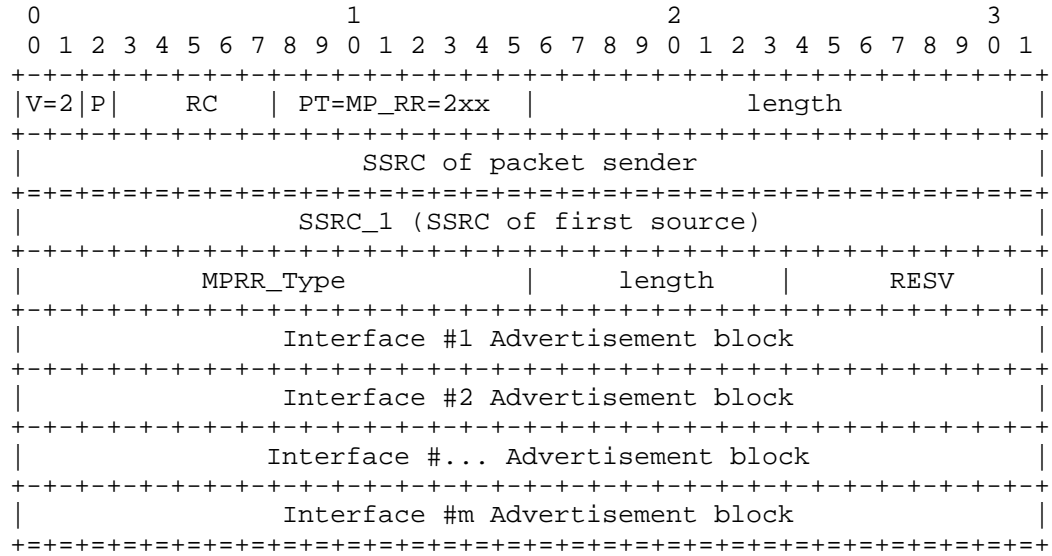 0                   1                   2                   3
 0 1 2 3 4 5 6 7 8 9 0 1 2 3 4 5 6 7 8 9 0 1 2 3 4 5 6 7 8 9 0 1
+-+-+-+-+-+-+-+-+-+-+-+-+-+-+-+-+-+-+-+-+-+-+-+-+-+-+-+-+-+-+-+-+
|V=2|P|    RC   | PT=MP_RR=2xx  |             length            |
+-+-+-+-+-+-+-+-+-+-+-+-+-+-+-+-+-+-+-+-+-+-+-+-+-+-+-+-+-+-+-+-+
|                     SSRC of packet sender                     |
+=+=+=+=+=+=+=+=+=+=+=+=+=+=+=+=+=+=+=+=+=+=+=+=+=+=+=+=+=+=+=+=+
|                 SSRC_1 (SSRC of first source)                 |
+-+-+-+-+-+-+-+-+-+-+-+-+-+-+-+-+-+-+-+-+-+-+-+-+-+-+-+-+-+-+-+-+
|           MPRR_Type           |     length    |      RESV     |
+-+-+-+-+-+-+-+-+-+-+-+-+-+-+-+-+-+-+-+-+-+-+-+-+-+-+-+-+-+-+-+-+
|                Interface #1 Advertisement block               |
+-+-+-+-+-+-+-+-+-+-+-+-+-+-+-+-+-+-+-+-+-+-+-+-+-+-+-+-+-+-+-+-+
|                Interface #2 Advertisement block               |
+-+-+-+-+-+-+-+-+-+-+-+-+-+-+-+-+-+-+-+-+-+-+-+-+-+-+-+-+-+-+-+-+
|               Interface #... Advertisement block              |
+-+-+-+-+-+-+-+-+-+-+-+-+-+-+-+-+-+-+-+-+-+-+-+-+-+-+-+-+-+-+-+-+
|                Interface #m Advertisement block               |
+=+=+=+=+=+=+=+=+=+=+=+=+=+=+=+=+=+=+=+=+=+=+=+=+=+=+=+=+=+=+=+=+